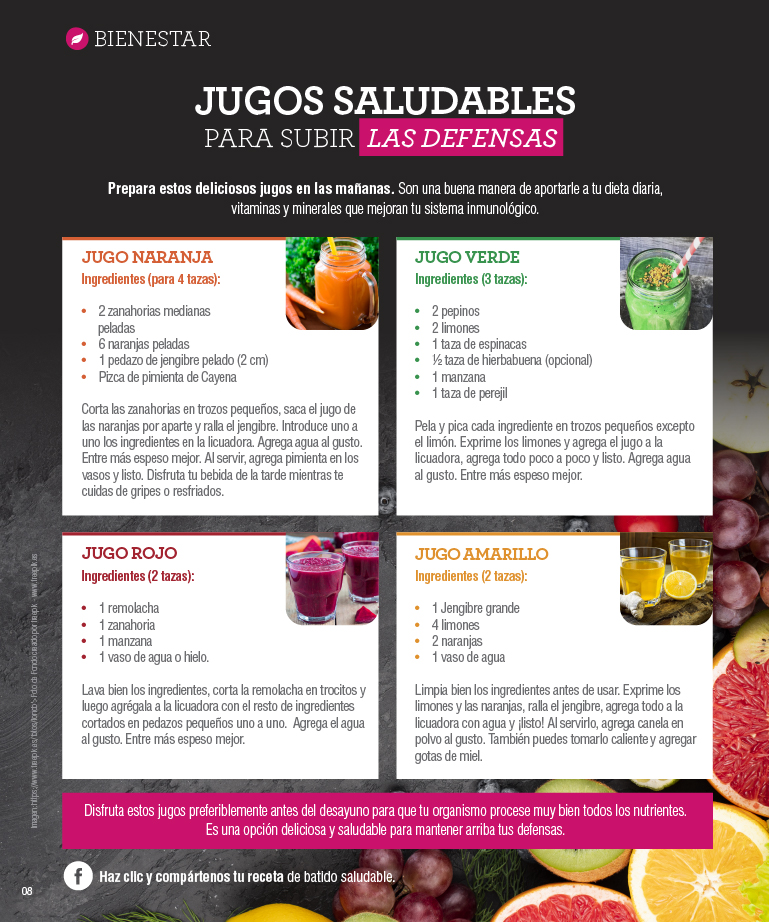 BIENESTAR
JUGOS SALUDABLES
PARA SUBIR LAS DEFENSAS
Prepara estos deliciosos jugos en las mañanas. Son una buena manera de aportarle a tu dieta diaria,
vitaminas y minerales que mejoran tu sistema inmunológico.
JUGO NARANJA
Ingredientes (para 4 tazas):
• 2 zanahorias medianas
peladas
• 6 naranjas peladas
• 1 pedazo de jengibre pelado (2 cm)
• Pizca de pimienta de Cayena
Corta las zanahorias en trozos pequeños, saca el jugo de
las naranjas por aparte y ralla el jengibre. Introduce uno a
uno los ingredientes en la licuadora. Agrega agua al gusto.
Entre más espeso mejor. Al servir, agrega pimienta en los
vasos y listo. Disfruta tu bebida de la tarde mientras te
cuidas de gripes o resfriados.
JUGO VERDE
Ingredientes (3 tazas):
• 2 pepinos
• 2 limones
• 1 taza de espinacas
• ½ taza de hierbabuena (opcional)
• 1 manzana
• 1 taza de perejil
Pela y pica cada ingrediente en trozos pequeños excepto
el limón. Exprime los limones y agrega el jugo a la
licuadora, agrega todo poco a poco y listo. Agrega agua
al gusto. Entre más espeso mejor.
JUGO ROJO
Ingredientes (2 tazas):
• 1 remolacha
• 1 zanahoria
• 1 manzana
• 1 vaso de agua o hielo.
Lava bien los ingredientes, corta la remolacha en trocitos y
luego agrégala a la licuadora con el resto de ingredientes
cortados en pedazos pequeños uno a uno. Agrega el agua
al gusto. Entre más espeso mejor.
JUGO AMARILLO
Ingredientes (2 tazas):
• 1 Jengibre grande
• 4 limones
• 2 naranjas
• 1 vaso de agua
Limpia bien los ingredientes antes de usar. Exprime los
limones y las naranjas, ralla el jengibre, agrega todo a la
licuadora con agua y ¡listo! Al servirlo, agrega canela en
polvo al gusto. También puedes tomarlo caliente y agregar
gotas de miel.
Disfruta estos jugos preferiblemente antes del desayuno para que tu organismo procese muy bien todos los nutrientes.
Es una opción deliciosa y saludable para mantener arriba tus defensas.
f Haz clic y compártenos tu receta de batido saludable.
08